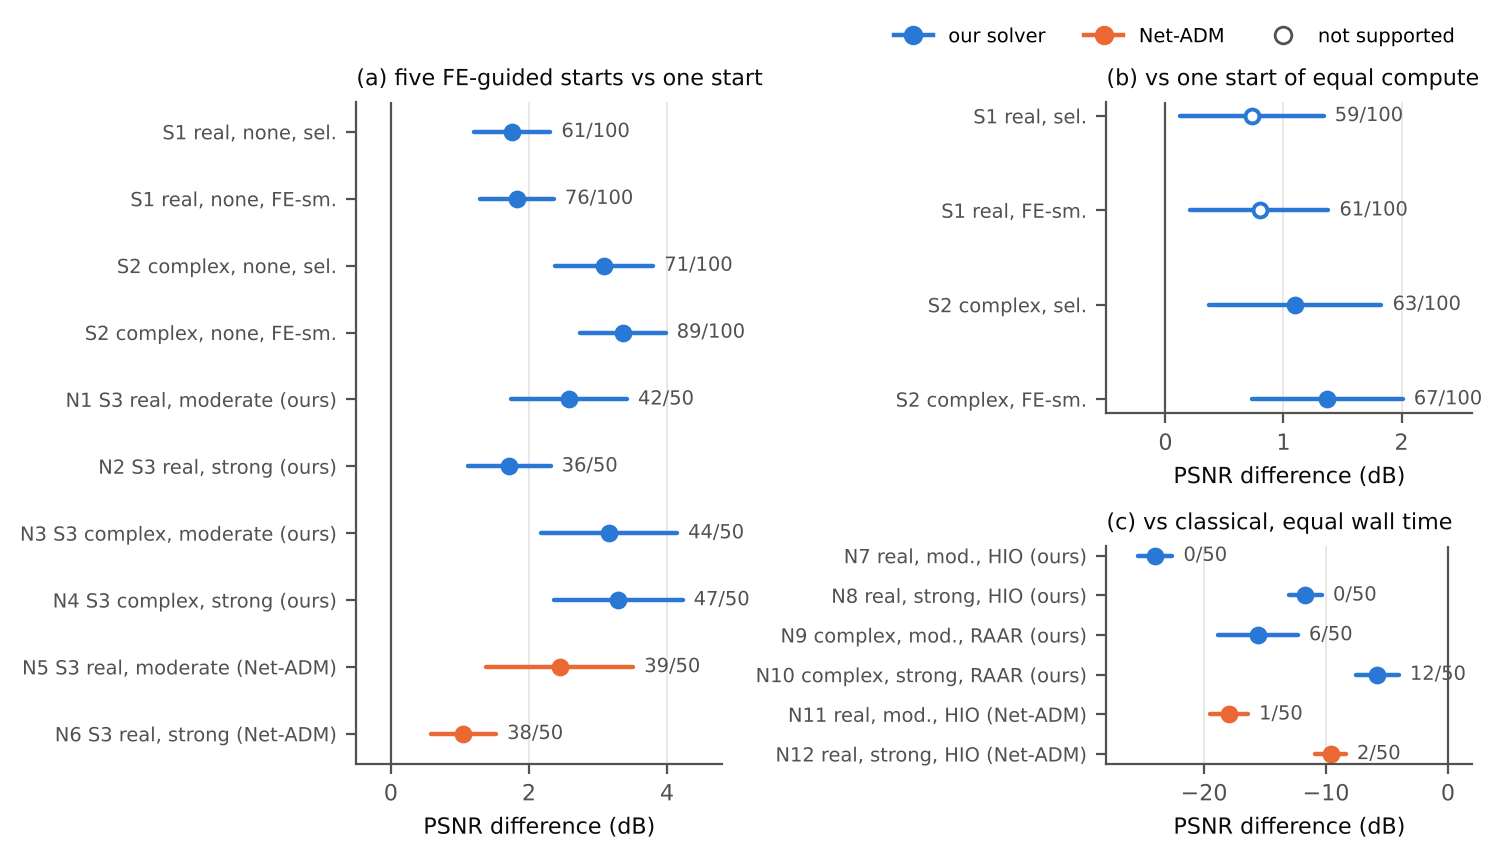 our solver Net-ADM not supported
(a) five FE-guided starts vs one start
S1 real, none, sel. 61/100
S1 real, none, FE-sm. 76/100
S2 complex, none, sel. 71/100
S2 complex, none, FE-sm. 89/100
N1 S3 real, moderate (ours) 42/50
N2 S3 real, strong (ours) 36/50
N3 S3 complex, moderate (ours) 44/50
N4 S3 complex, strong (ours) 47/50
N5 S3 real, moderate (Net-ADM) 39/50
N6 S3 real, strong (Net-ADM) 38/50
0 2 4
PSNR difference (dB)
(b) vs one start of equal compute
S1 real, sel. 59/100
S1 real, FE-sm. 61/100
S2 complex, sel. 63/100
S2 complex, FE-sm. 67/100
0 1 2
PSNR difference (dB)
(c) vs classical, equal wall time
N7 real, mod., HIO (ours) 0/50
N8 real, strong, HIO (ours) 0/50
N9 complex, mod., RAAR (ours) 6/50
N10 complex, strong, RAAR (ours) 12/50
N11 real, mod., HIO (Net-ADM) 1/50
N12 real, strong, HIO (Net-ADM) 2/50
−20 −10 0
PSNR difference (dB)